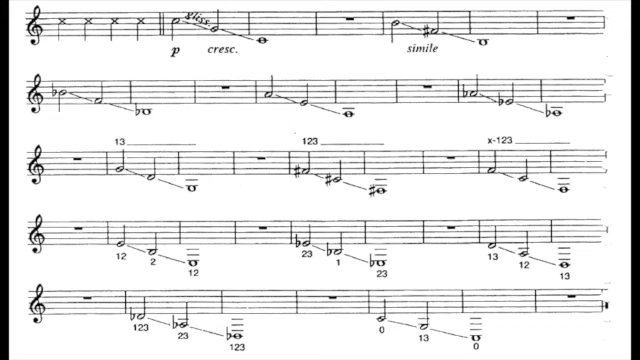 gliss.
p cresc. simile
13 123 x-123
12 2 12 23 1 23 13 12 13
123 23 123 0 13 0